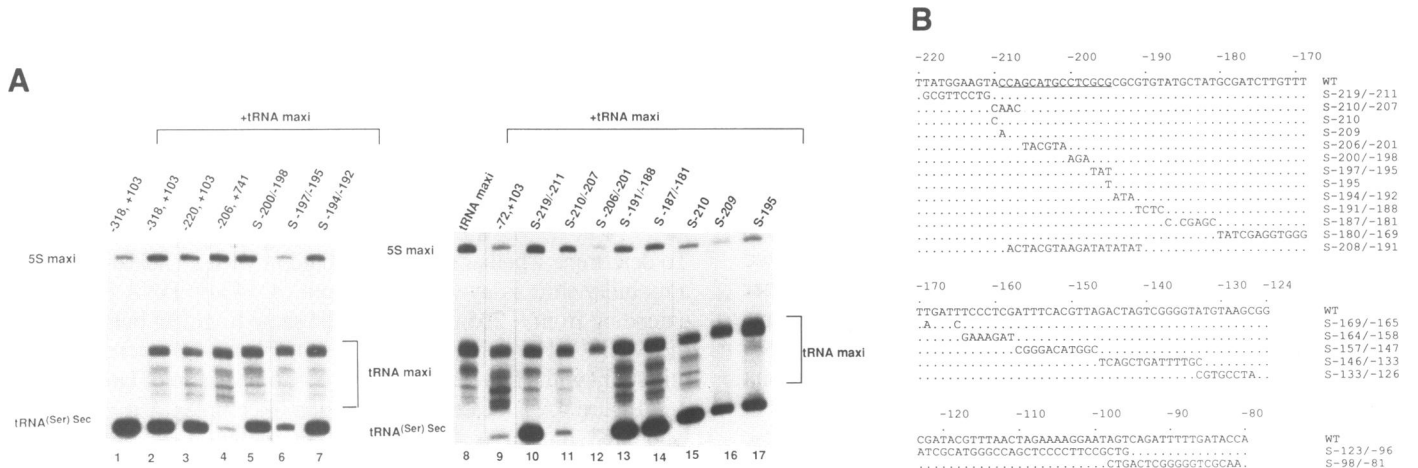 A
+tRNA maxi
-318, +103
-318, +103
-220, +103
-206, +741
S -200/-198
S -197/-195
S -194/-192
5S maxi
tRNA maxi
tRNA(Ser) Sec
1 2 3 4 5 6 7
+tRNA maxi
tRNA maxi
-72, +103
S -219/-211
S -210/-207
S -206/-201
S -191/-188
S -187/-181
S -210
S -209
S -195
5S maxi
tRNA maxi
tRNA(Ser) Sec
8 9 10 11 12 13 14 15 16 17
B
-220 -210 -200 -190 -180 -170
TTATGGAAGTACCAGCATGCCTCGCGCGCGTGTATGCTATGCGATCTTGTTT WT
.GCGTTCCTG S-219/-211
CAAC S-210/-207
C S-210
A S-209
TACGTA S-206/-201
AGA S-200/-198
TAT S-197/-195
T S-195
ATA S-194/-192
TCTC S-191/-188
C.CGAGC S-187/-181
TATCGAGGTGGG S-180/-169
ACTACGTAAGATATATAT S-208/-191
-170 -160 -150 -140 -130 -124
TTGATTTCCCTCGATTTCACGTTAGACTAGTCGGGGTATGTAAGCGG WT
.A...C S-169/-165
GAAAGAT S-164/-158
CGGGACATGGC S-157/-147
TCAGCTGATTTTGC S-146/-133
CGTGCCTA S-133/-126
-120 -110 -100 -90 -80
CGATACGTTTAACTAGAAAAGGAATAGTCAGATTTTTGATACCA WT
ATCGCATGGGCCAGCTCCCCTTCCGCTG S-123/-96
CTGACTCGGGGGTCGCAA. S-98/-81